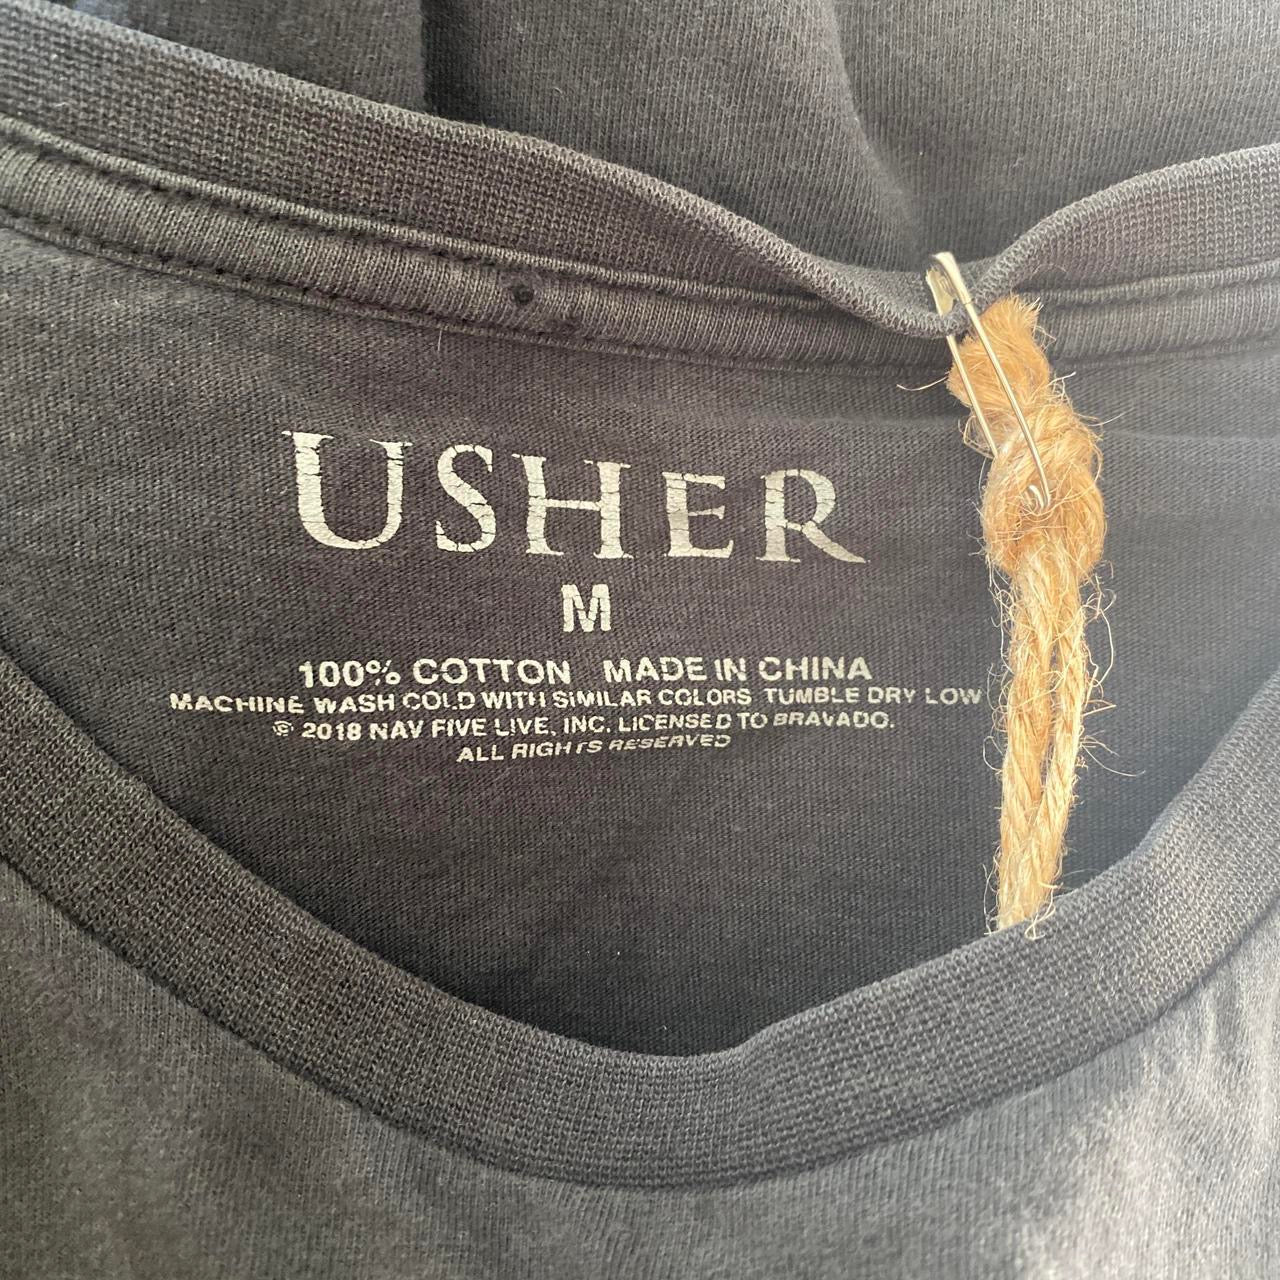 USHER
M
100% COTTON MADE IN CHINA
MACHINE WASH COLD WITH SIMILAR COLORS TUMBLE DRY LOW
© 2018 NAV FIVE LIVE, INC. LICENSED TO BRAVADO.
ALL RIGHTS RESERVED